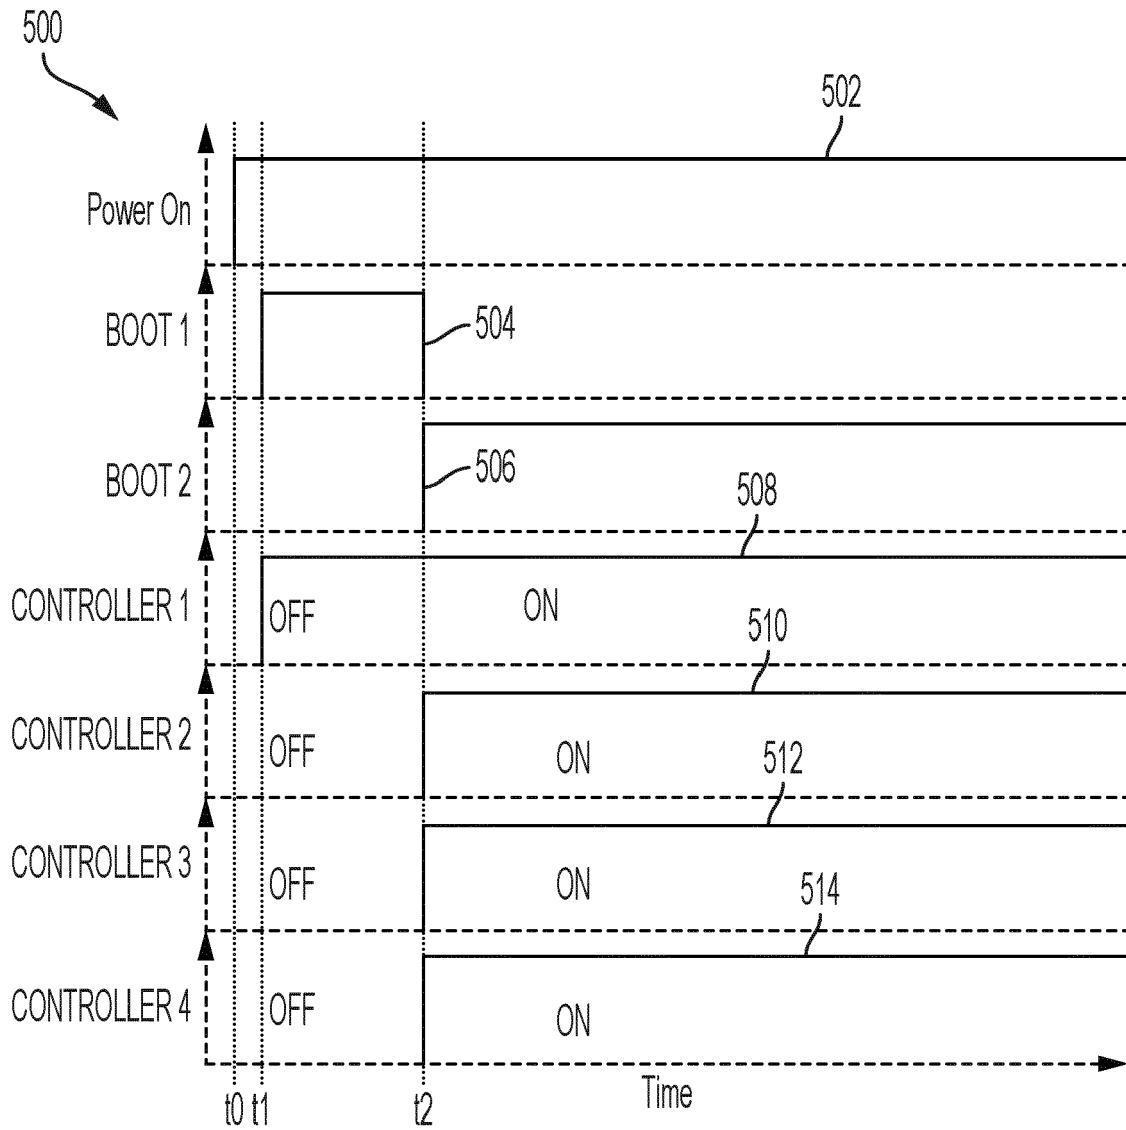 500
502
Power On
BOOT 1
504
BOOT 2
506
508
CONTROLLER 1
OFF
ON
510
CONTROLLER 2
OFF
ON
512
CONTROLLER 3
OFF
ON
514
CONTROLLER 4
OFF
ON
Time
t0 t1 t2